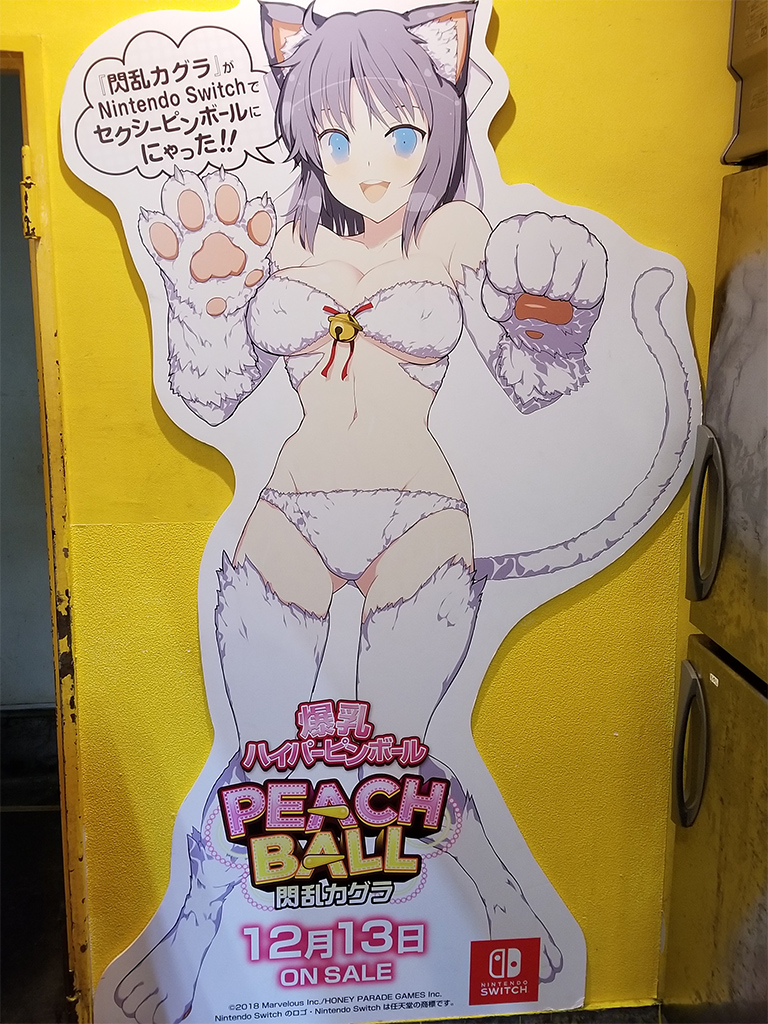 『閃乱カグラ』が
Nintendo Switchで
セクシーピンボールに
にゃった!!
爆乳
ハイパーピンボール
PEACH
BALL
閃乱カグラ
12月13日
ON SALE
NINTENDO
SWITCH
©2018 Marvelous Inc./HONEY PARADE GAMES Inc.
Nintendo Switch のロゴ・Nintendo Switch は任天堂の商標です。